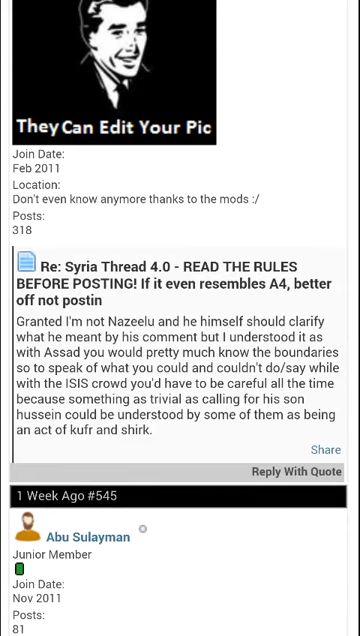 They Can Edit Your Pic
Join Date:
Feb 2011
Location:
Don't even know anymore thanks to the mods :/
Posts:
318
Re: Syria Thread 4.0 - READ THE RULES
BEFORE POSTING! If it even resembles A4, better
off not postin
Granted I'm not Nazeelu and he himself should clarify
what he meant by his comment but I understood it as
with Assad you would pretty much know the boundaries
so to speak of what you could and couldn't do/say while
with the ISIS crowd you'd have to be careful all the time
because something as trivial as calling for his son
hussein could be understood by some of them as being
an act of kufr and shirk.
Share
Reply With Quote
1 Week Ago #545
Abu Sulayman
Junior Member
Join Date:
Nov 2011
Posts:
81